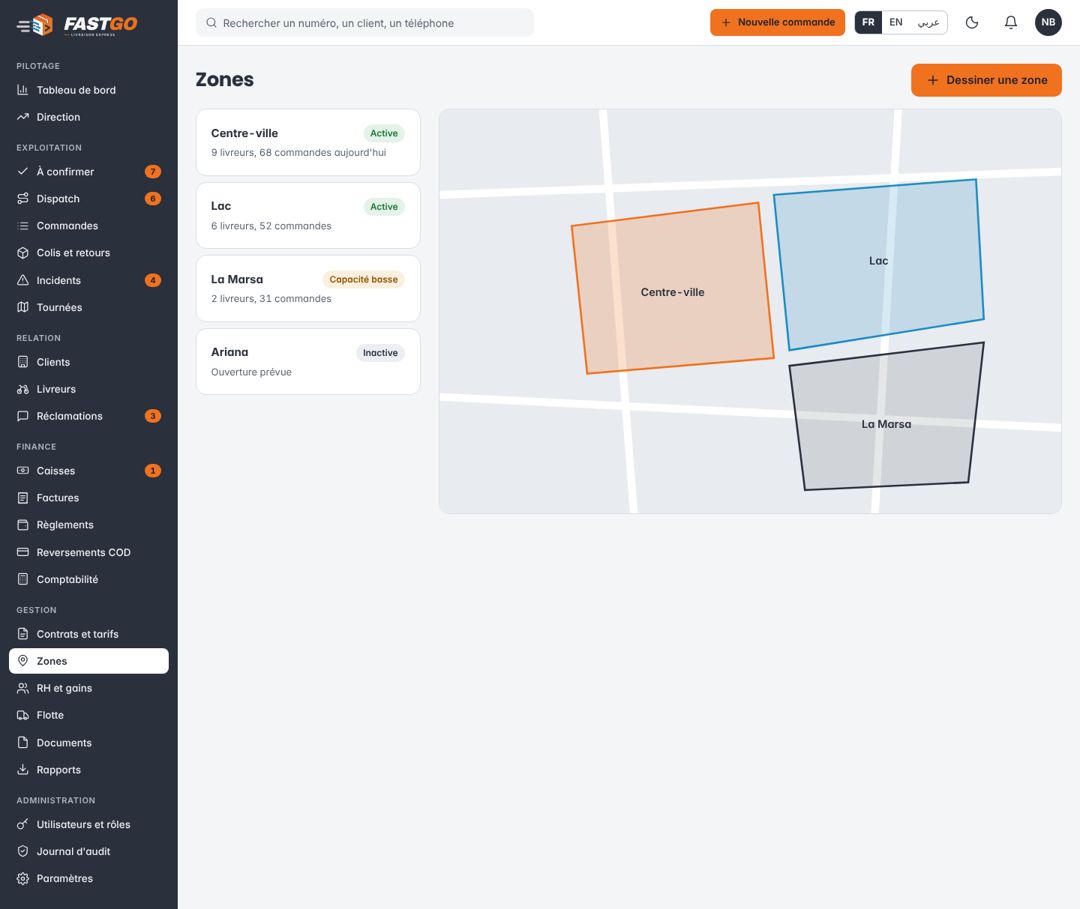 FASTGO
LIVRAISON EXPRESS
PILOTAGE
Tableau de bord
Direction
EXPLOITATION
À confirmer 7
Dispatch 6
Commandes
Colis et retours
Incidents 4
Tournées
RELATION
Clients
Livreurs
Réclamations 3
FINANCE
Caisses 1
Factures
Règlements
Reversements COD
Comptabilité
GESTION
Contrats et tarifs
Zones
RH et gains
Flotte
Documents
Rapports
ADMINISTRATION
Utilisateurs et rôles
Journal d'audit
Paramètres
Rechercher un numéro, un client, un téléphone
Nouvelle commande
FR EN عربي
NB
Zones
Dessiner une zone
Centre-ville Active
9 livreurs, 68 commandes aujourd'hui
Lac Active
6 livreurs, 52 commandes
La Marsa Capacité basse
2 livreurs, 31 commandes
Ariana Inactive
Ouverture prévue
Lac
Centre-ville
La Marsa